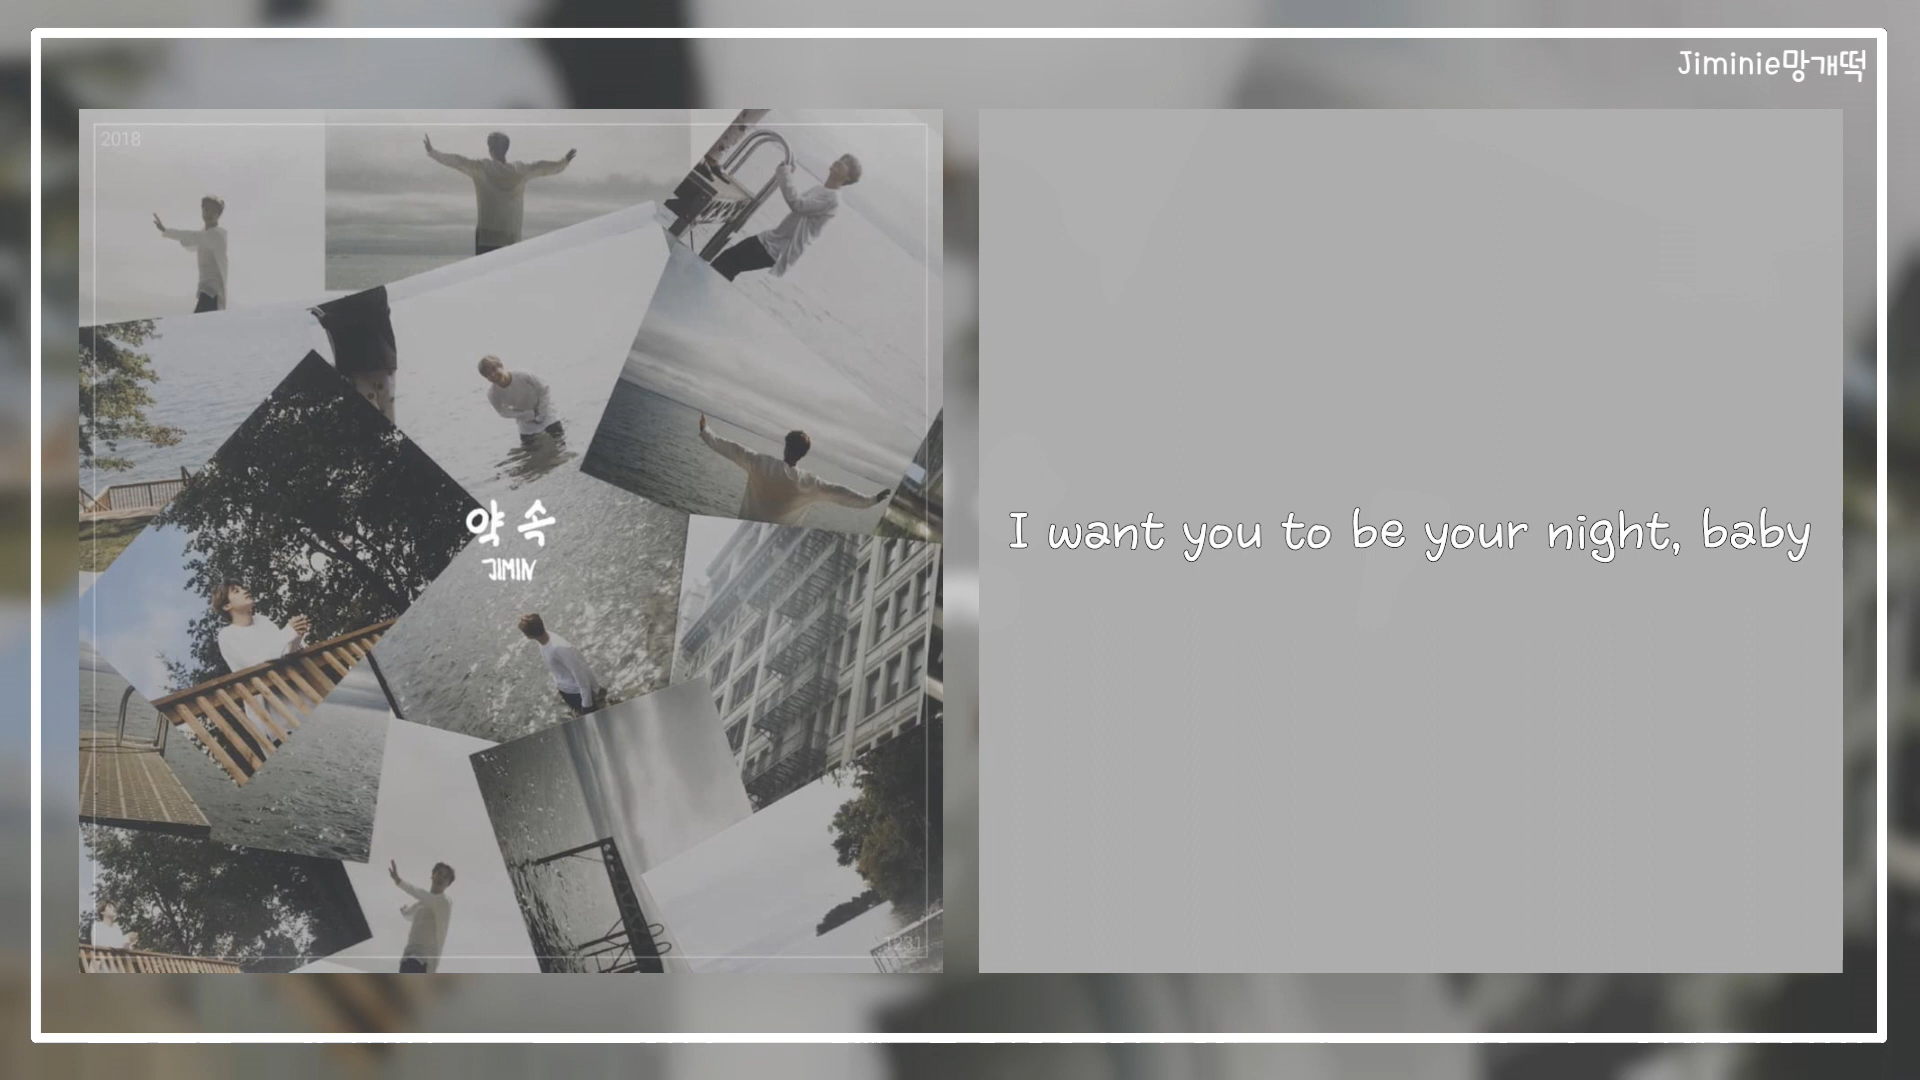 Jiminie망개떡
2018
약속
JIMIN
I want you to be your night, baby
1231